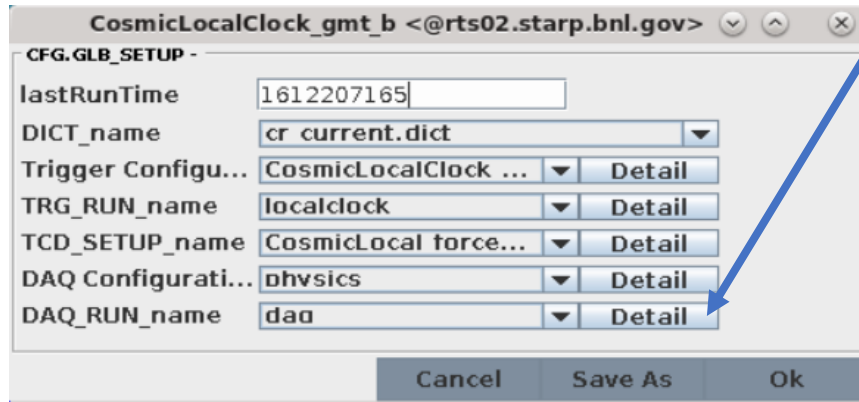 CosmicLocalClock_gmt_b <@rts02.starp.bnl.gov>
CFG.GLB_SETUP -
lastRunTime 1612207165
DICT_name cr current.dict
Trigger Configu... CosmicLocalClock ... Detail
TRG_RUN_name localclock Detail
TCD_SETUP_name CosmicLocal force... Detail
DAQ Configurati... physics Detail
DAQ_RUN_name daq Detail
Cancel Save As Ok